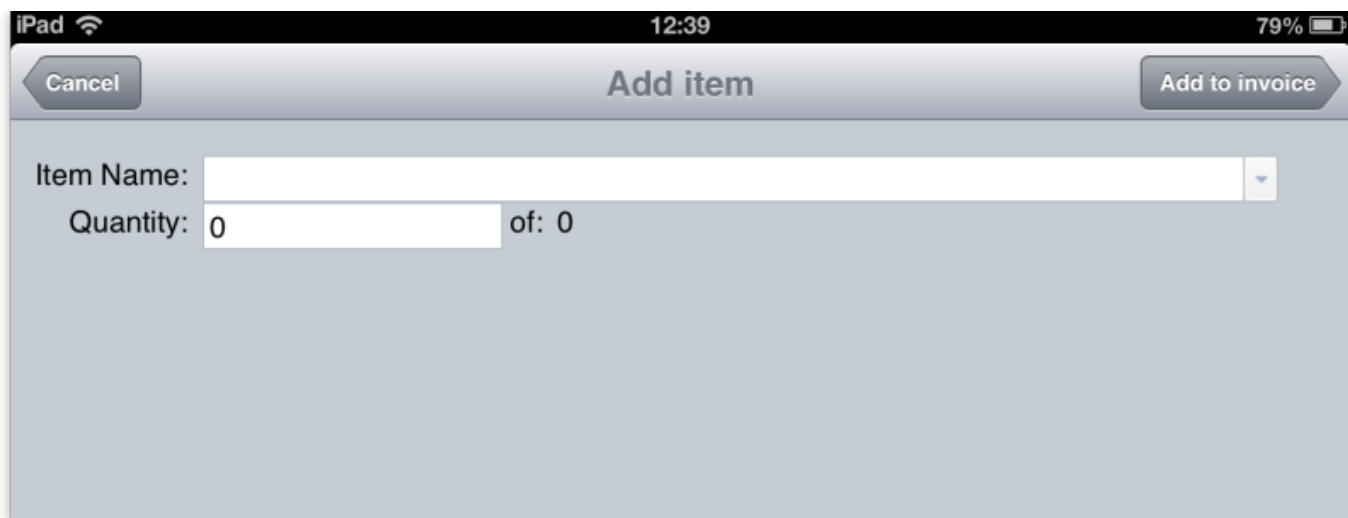 iPad 12:39 79%
Cancel Add item Add to invoice
Item Name:
Quantity: 0 of: 0